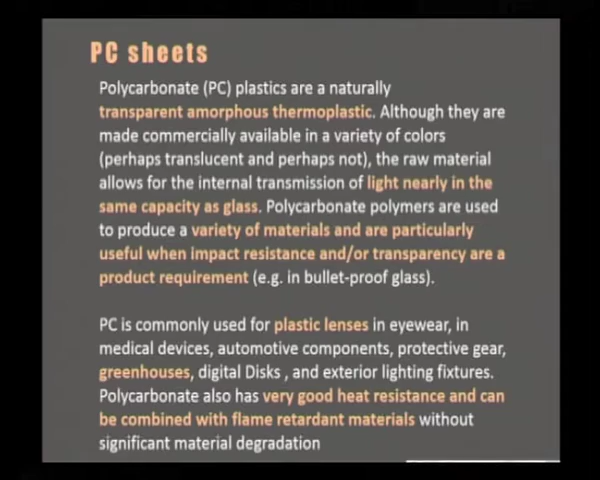 PC sheets
Polycarbonate (PC) plastics are a naturally
transparent amorphous thermoplastic. Although they are
made commercially available in a variety of colors
(perhaps translucent and perhaps not), the raw material
allows for the internal transmission of light nearly in the
same capacity as glass. Polycarbonate polymers are used
to produce a variety of materials and are particularly
useful when impact resistance and/or transparency are a
product requirement (e.g. in bullet-proof glass).
PC is commonly used for plastic lenses in eyewear, in
medical devices, automotive components, protective gear,
greenhouses, digital Disks , and exterior lighting fixtures.
Polycarbonate also has very good heat resistance and can
be combined with flame retardant materials without
significant material degradation